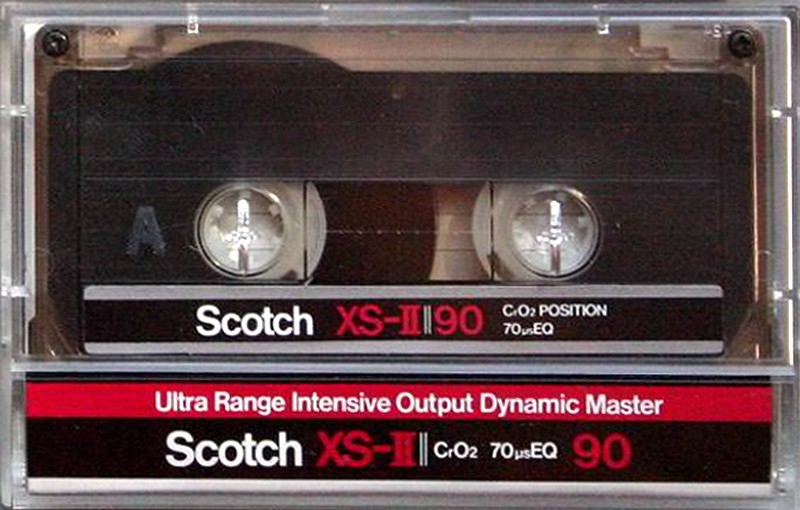 A
Scotch XS-II 90 CrO2 POSITION
70µsEQ
Ultra Range Intensive Output Dynamic Master
Scotch XS-II CrO2 70µsEQ 90